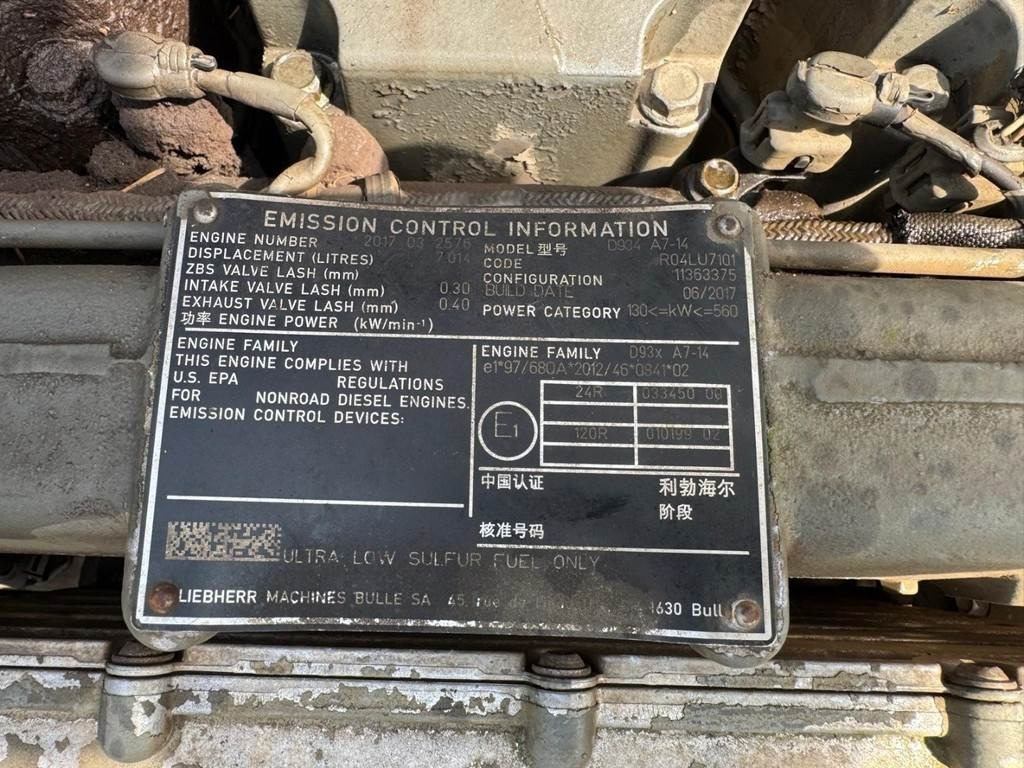 EMISSION CONTROL INFORMATION
ENGINE NUMBER 2017 03 2576
DISPLACEMENT (LITRES) 7.014
ZBS VALVE LASH (mm)
INTAKE VALVE LASH (mm) 0.30
EXHAUST VALVE LASH (mm) 0.40
功率 ENGINE POWER (kW/min⁻¹)
MODEL 型号 D934 A7-14
CODE R04LU7101
CONFIGURATION 11363375
BUILD DATE 06/2017
POWER CATEGORY 130<=kW<=560
ENGINE FAMILY
THIS ENGINE COMPLIES WITH
U.S. EPA REGULATIONS
FOR NONROAD DIESEL ENGINES.
EMISSION CONTROL DEVICES:
ENGINE FAMILY D93x A7-14
e1*97/68QA*2012/46*0841*02
E1
24R 033450 00
120R 010199 02
中国认证 利勃海尔
阶段
核准号码
ULTRA LOW SULFUR FUEL ONLY
LIEBHERR MACHINES BULLE SA 45, rue de 1630 Bull